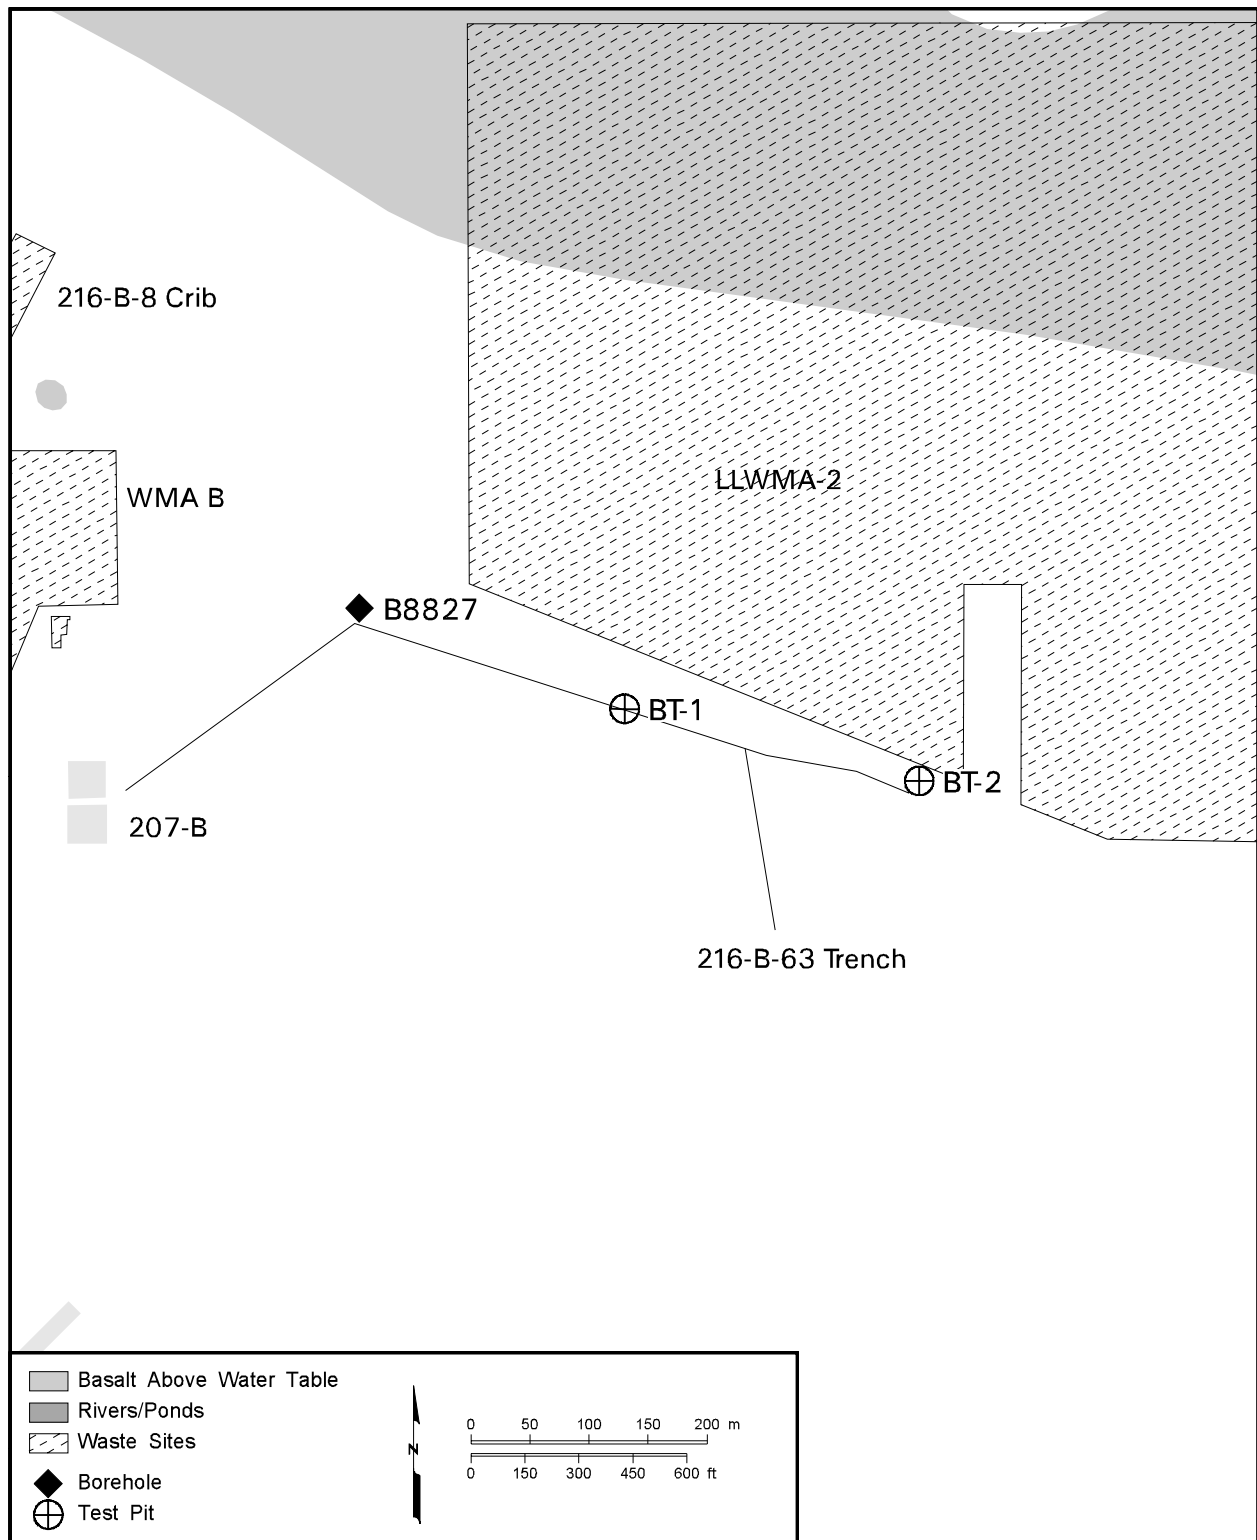 216-B-8 Crib
LLWMA-2
WMA B
B8827
BT-1
BT-2
207-B
216-B-63 Trench
Basalt Above Water Table
Rivers/Ponds
Waste Sites
Borehole
Test Pit
N
0 50 100 150 200 m
0 150 300 450 600 ft